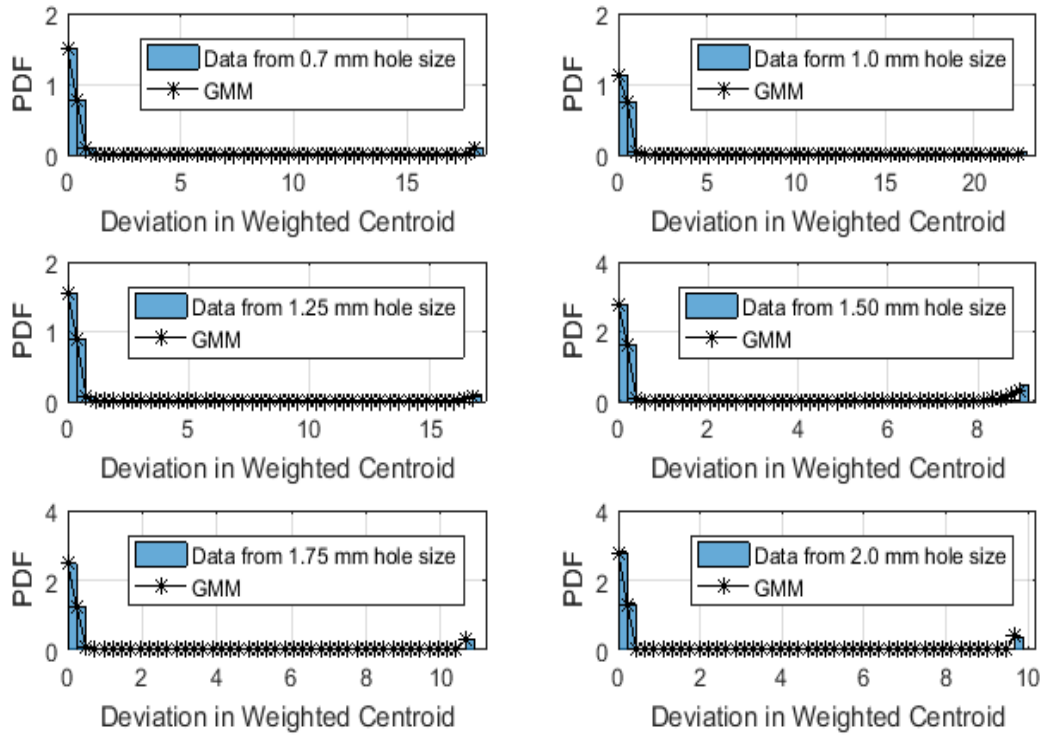 PDF
2
1
0
Data from 0.7 mm hole size
GMM
0 5 10 15
Deviation in Weighted Centroid
PDF
2
1
0
Data form 1.0 mm hole size
GMM
0 5 10 15 20
Deviation in Weighted Centroid
PDF
2
1
0
Data from 1.25 mm hole size
GMM
0 5 10 15
Deviation in Weighted Centroid
PDF
4
2
0
Data from 1.50 mm hole size
GMM
0 2 4 6 8
Deviation in Weighted Centroid
PDF
4
2
0
Data from 1.75 mm hole size
GMM
0 2 4 6 8 10
Deviation in Weighted Centroid
PDF
4
2
0
Data from 2.0 mm hole size
GMM
0 2 4 6 8 10
Deviation in Weighted Centroid